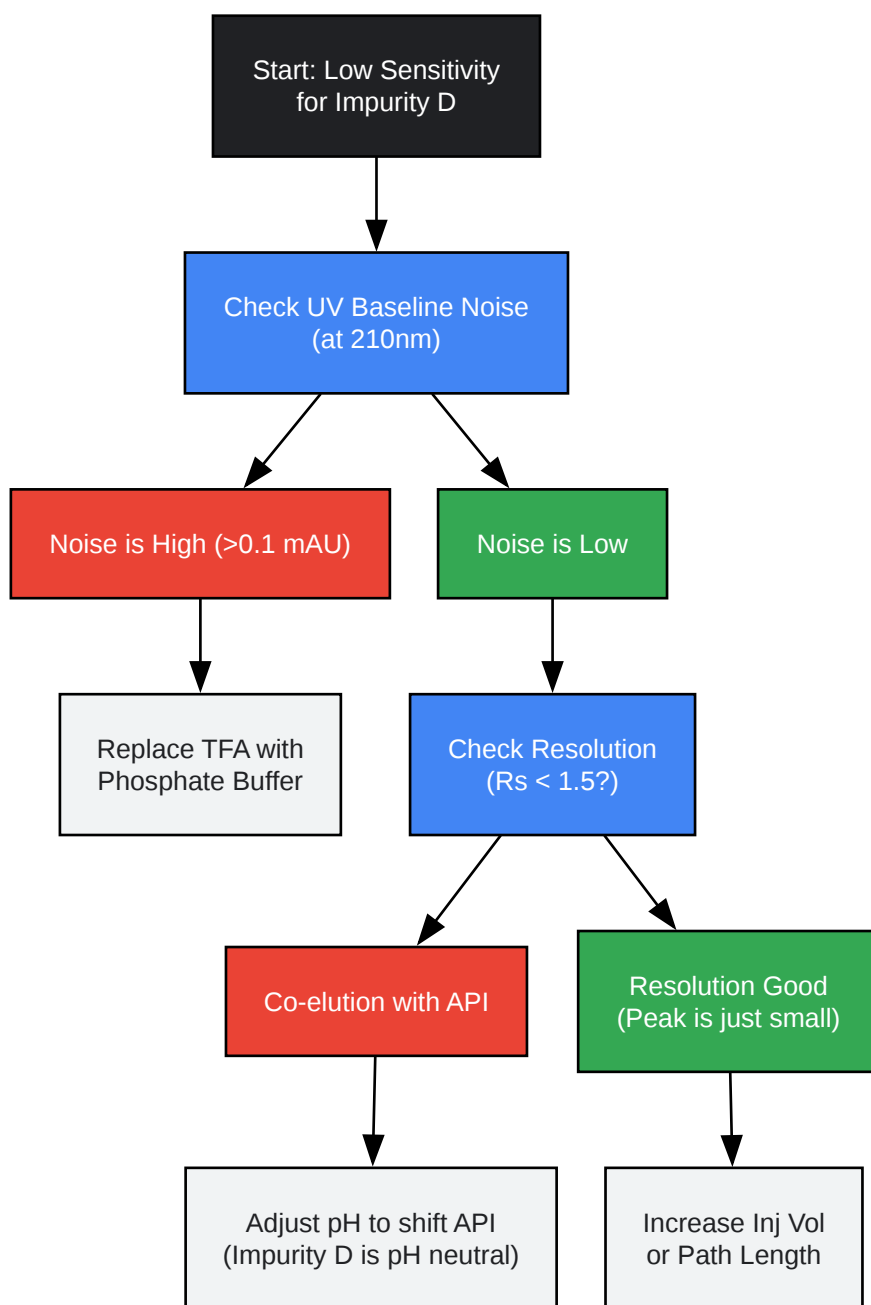 Start: Low Sensitivity
for Impurity D
Check UV Baseline Noise
(at 210nm)
Noise is High (>0.1 mAU)
Noise is Low
Replace TFA with
Phosphate Buffer
Check Resolution
(Rs < 1.5?)
Co-elution with API
Resolution Good
(Peak is just small)
Adjust pH to shift API
(Impurity D is pH neutral)
Increase Inj Vol
or Path Length